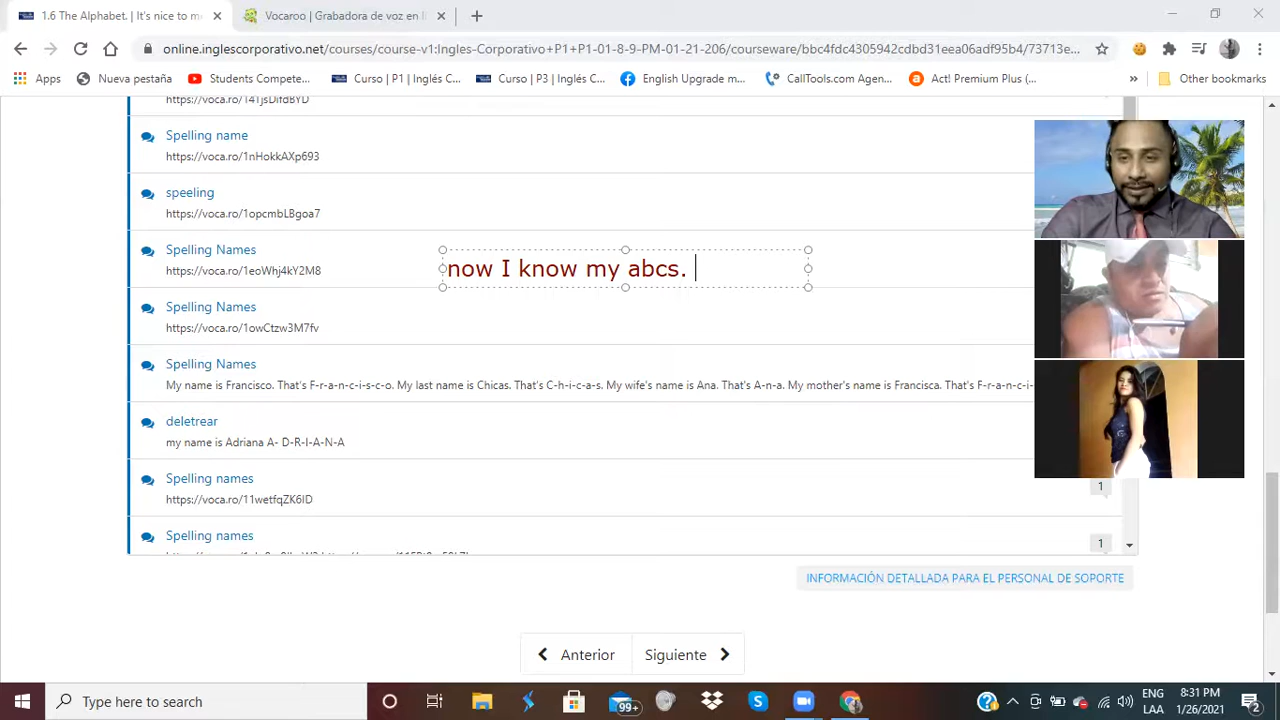 1.6 The Alphabet. | It's nice to me
Vocaroo | Grabadora de voz en lí
online.inglescorporativo.net/courses/course-v1:Ingles-Corporativo+P1+P1-01-8-9-PM-01-21-206/courseware/bbc4fdc4305942cdbd31eea06adf95b4/73713e...
Apps
Nueva pestaña
Students Compete...
Curso | P1 | Inglés C...
Curso | P3 | Inglés C...
English Upgrade m...
CallTools.com Agen...
Act! Premium Plus (...
»
Other bookmarks
Spelling name
https://voca.ro/1nHokkAXp693
speeling
https://voca.ro/1opcmbLBgoa7
Spelling Names
https://voca.ro/1eoWhj4kY2M8
now I know my abcs.
Spelling Names
https://voca.ro/1owCtzw3M7fv
Spelling Names
My name is Francisco. That's F-r-a-n-c-i-s-c-o. My last name is Chicas. That's C-h-i-c-a-s. My wife's name is Ana. That's A-n-a. My mother's name is Francisca. That's F-r-a-n-c-i-
deletrear
my name is Adriana A- D-R-I-A-N-A
Spelling names
https://voca.ro/11wetfqZK6ID
1
Spelling names
1
INFORMACIÓN DETALLADA PARA EL PERSONAL DE SOPORTE
Anterior
Siguiente
Type here to search
99+
ENG
LAA
8:31 PM
1/26/2021
2